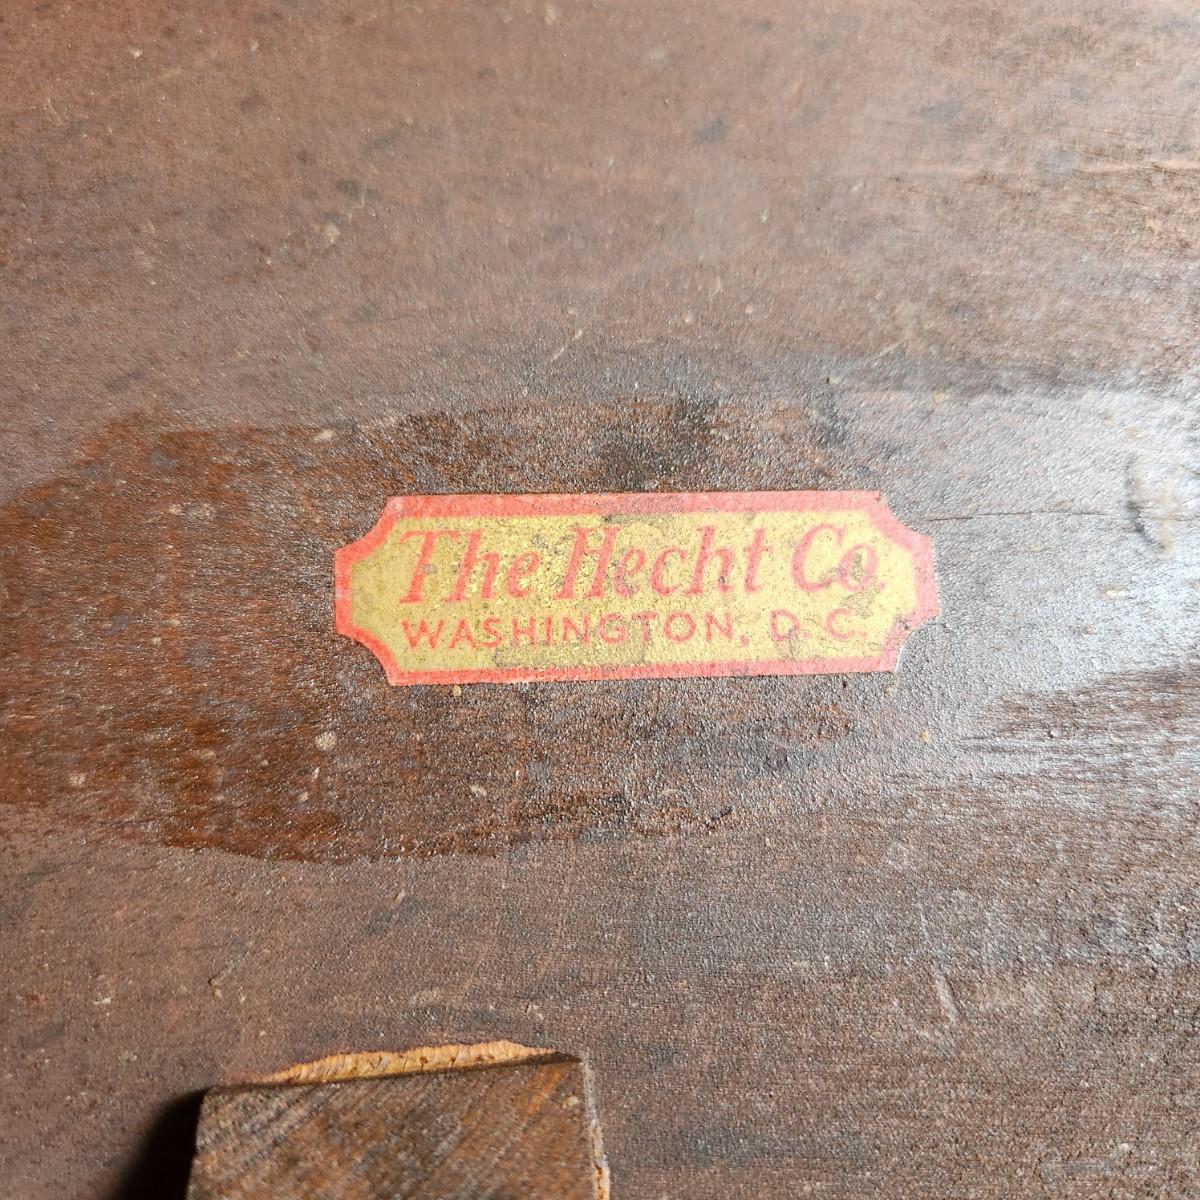 The Hecht Co.
WASHINGTON, D. C.